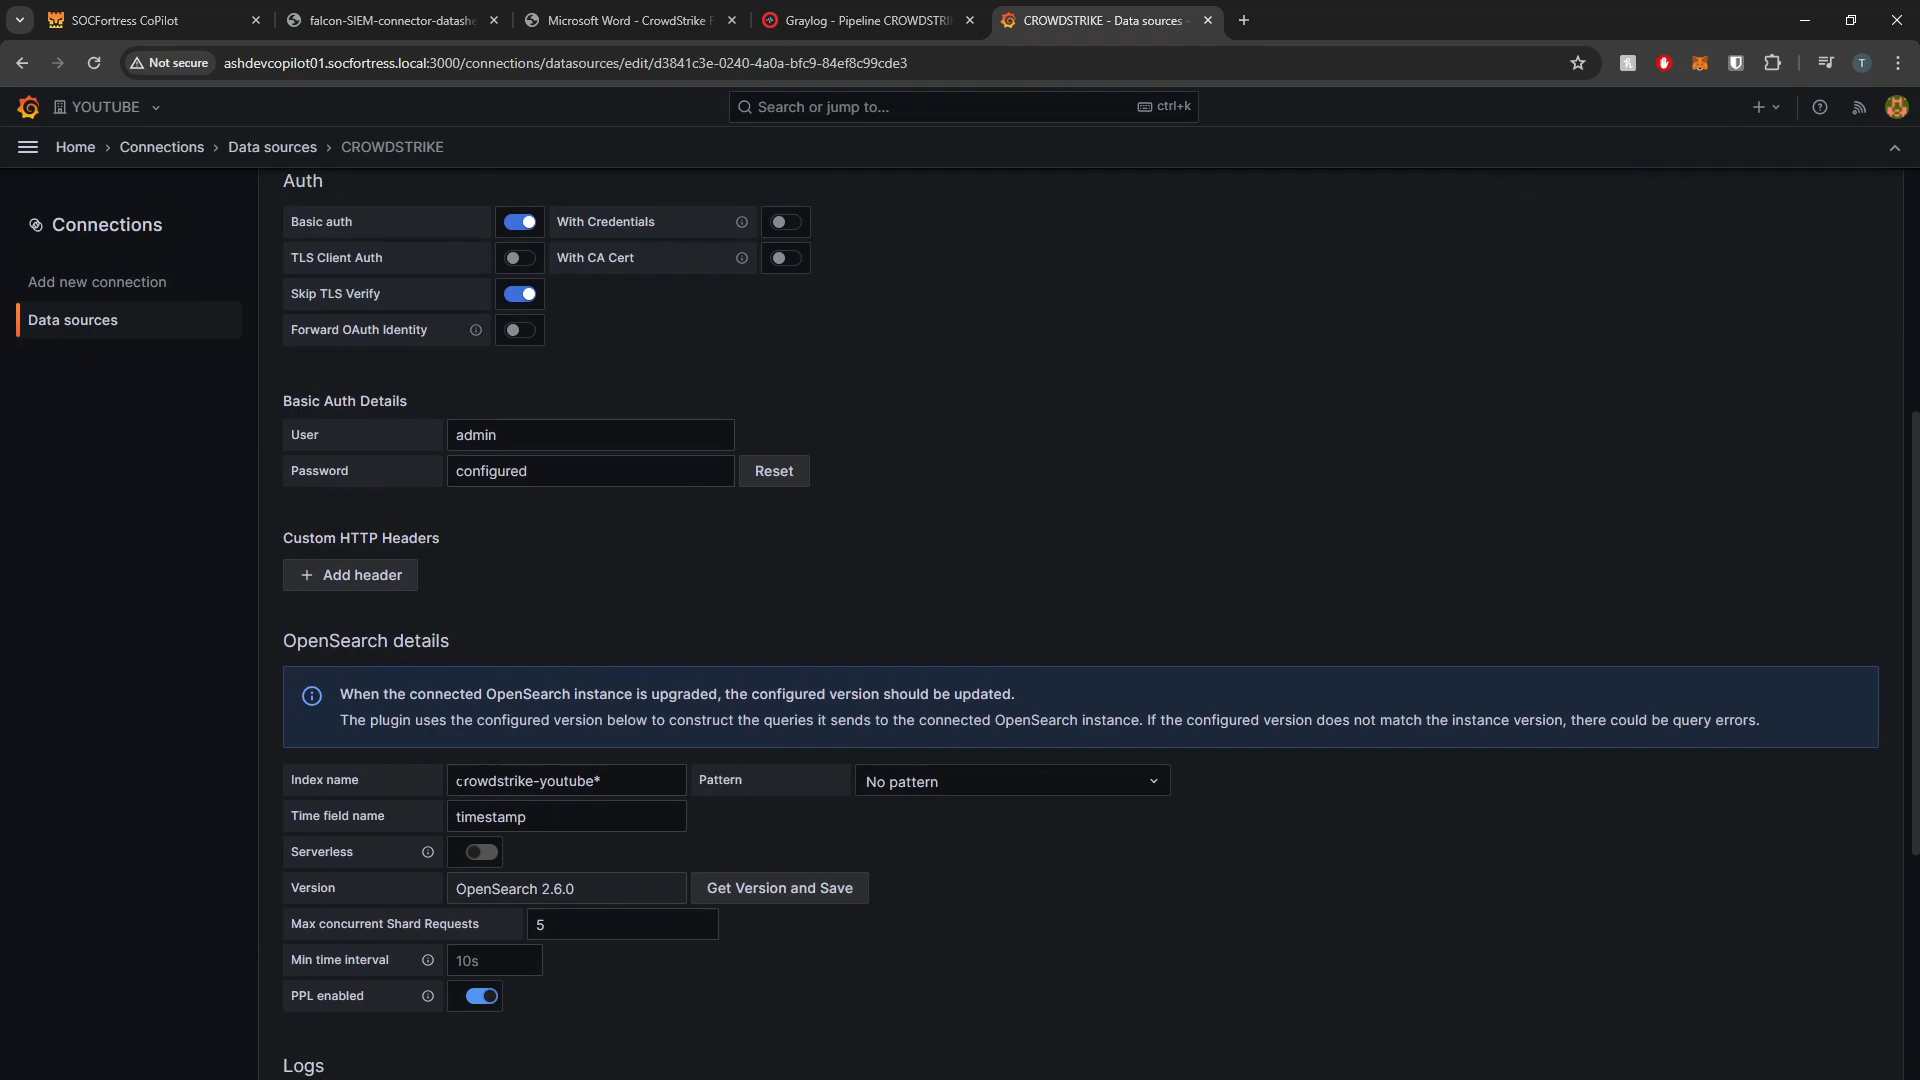 SOCFortress CoPilot
falcon-SIEM-connector-datashe
Microsoft Word - CrowdStrike F
Graylog - Pipeline CROWDSTRI
CROWDSTRIKE - Data sources -
Not secure
ashdevcopilot01.socfortress.local:3000/connections/datasources/edit/d3841c3e-0240-4a0a-bfc9-84ef8c99cde3
T
YOUTUBE
Search or jump to...
ctrl+k
Home › Connections › Data sources › CROWDSTRIKE
Connections
Add new connection
Data sources
Auth
Basic auth
With Credentials
TLS Client Auth
With CA Cert
Skip TLS Verify
Forward OAuth Identity
Basic Auth Details
User
admin
Password
configured
Reset
Custom HTTP Headers
+ Add header
OpenSearch details
When the connected OpenSearch instance is upgraded, the configured version should be updated.
The plugin uses the configured version below to construct the queries it sends to the connected OpenSearch instance. If the configured version does not match the instance version, there could be query errors.
Index name
crowdstrike-youtube*
Pattern
No pattern
Time field name
timestamp
Serverless
Version
OpenSearch 2.6.0
Get Version and Save
Max concurrent Shard Requests
5
Min time interval
10s
PPL enabled
Logs